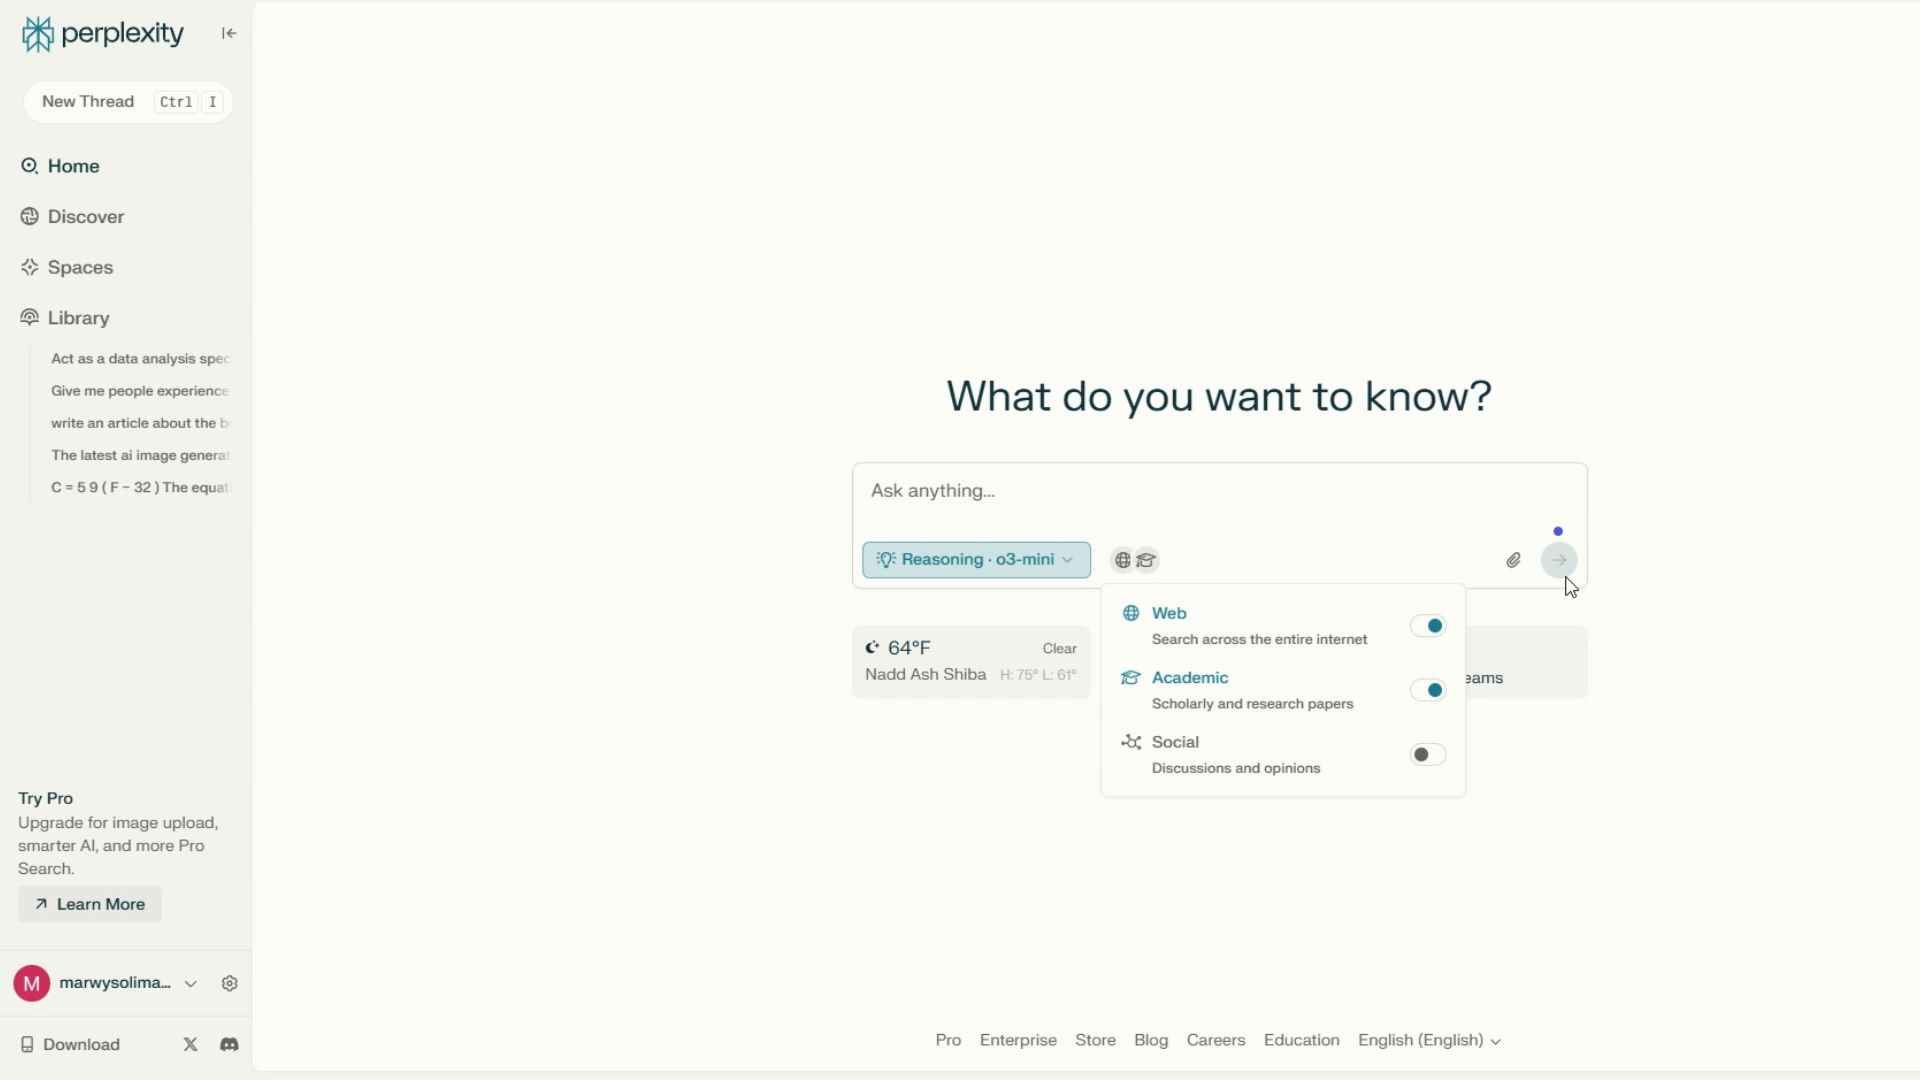 perplexity
New Thread Ctrl I
Home
Discover
Spaces
Library
Act as a data analysis spec
Give me people experience
write an article about the b
The latest ai image generat
C = 5 9 ( F − 32 ) The equat
Try Pro
Upgrade for image upload,
smarter AI, and more Pro
Search.
Learn More
M marwysolima...
Download
What do you want to know?
Ask anything...
Reasoning · o3-mini
64°F Clear
Nadd Ash Shiba H: 75° L: 61°
Web
Search across the entire internet
Academic
Scholarly and research papers
Social
Discussions and opinions
eams
Pro Enterprise Store Blog Careers Education English (English)